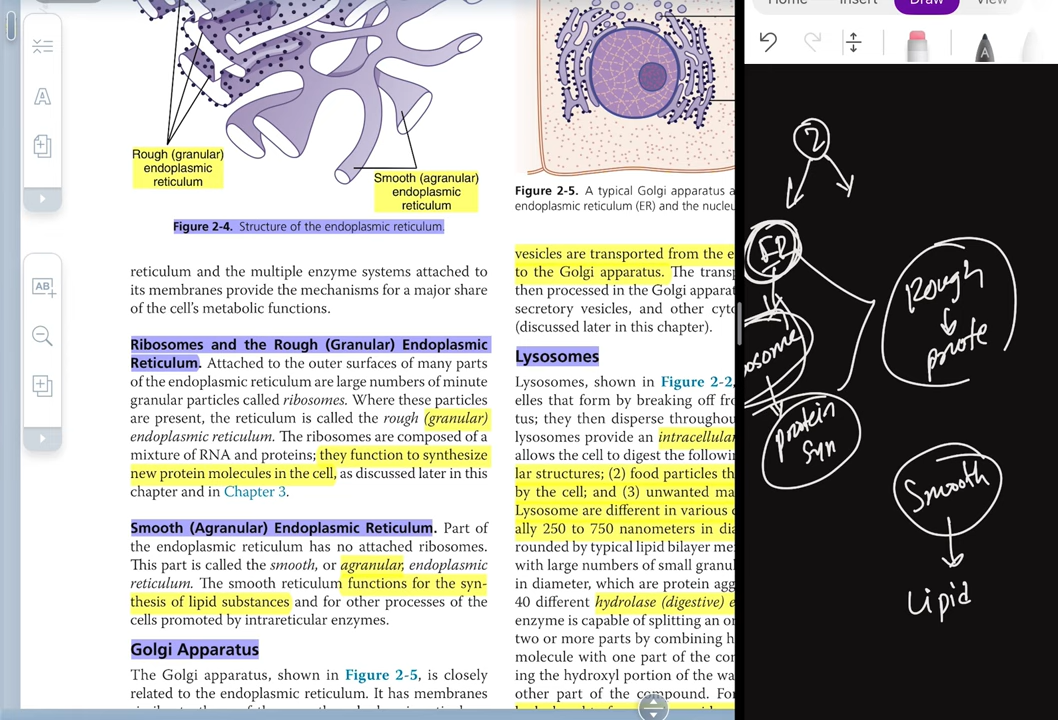 Home
Insert
Draw
View
A
Rough (granular)
endoplasmic
reticulum
Smooth (agranular)
endoplasmic
reticulum
Figure 2-4. Structure of the endoplasmic reticulum.
reticulum and the multiple enzyme systems attached to
its membranes provide the mechanisms for a major share
of the cell's metabolic functions.
Ribosomes and the Rough (Granular) Endoplasmic
Reticulum. Attached to the outer surfaces of many parts
of the endoplasmic reticulum are large numbers of minute
granular particles called ribosomes. Where these particles
are present, the reticulum is called the rough (granular)
endoplasmic reticulum. The ribosomes are composed of a
mixture of RNA and proteins; they function to synthesize
new protein molecules in the cell, as discussed later in this
chapter and in Chapter 3.
Smooth (Agranular) Endoplasmic Reticulum. Part of
the endoplasmic reticulum has no attached ribosomes.
This part is called the smooth, or agranular, endoplasmic
reticulum. The smooth reticulum functions for the syn-
thesis of lipid substances and for other processes of the
cells promoted by intrareticular enzymes.
Golgi Apparatus
The Golgi apparatus, shown in Figure 2-5, is closely
related to the endoplasmic reticulum. It has membranes
Figure 2-5. A typical Golgi apparatus a
endoplasmic reticulum (ER) and the nucleu
vesicles are transported from the e
to the Golgi apparatus. The transp
then processed in the Golgi apparat
secretory vesicles, and other cyto
(discussed later in this chapter).
Lysosomes
Lysosomes, shown in Figure 2-2,
elles that form by breaking off fro
tus; they then disperse throughou
lysosomes provide an intracellular
allows the cell to digest the followin
lar structures; (2) food particles th
by the cell; and (3) unwanted ma
Lysosome are different in various c
ally 250 to 750 nanometers in dia
rounded by typical lipid bilayer me
with large numbers of small granul
in diameter, which are protein agg
40 different hydrolase (digestive) e
enzyme is capable of splitting an or
two or more parts by combining h
molecule with one part of the com
ing the hydroxyl portion of the wa
other part of the compound. For
AB
A
2
ER
osome
Protein
Syn
Rough
prote
Smooth
Lipid